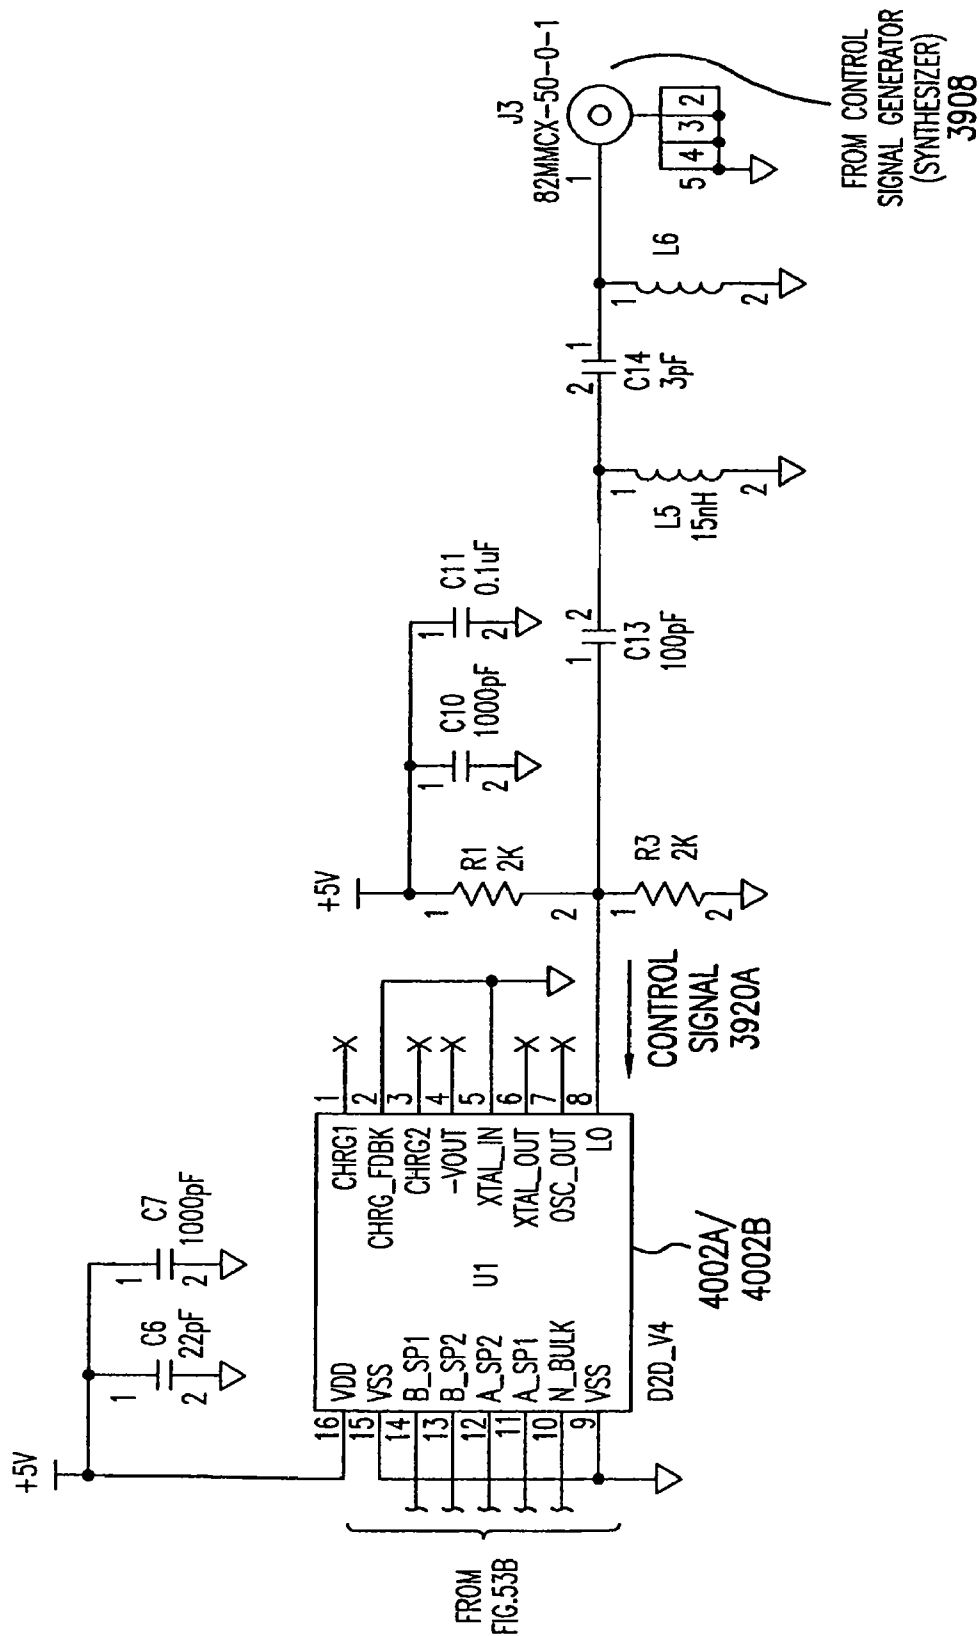 +5V
1
C6
22pF
2
1
C7
1000pF
2
FROM
FIG.53B
16
15
14
13
12
11
10
9
VDD
VSS
B_SP1
B_SP2
A_SP2
A_SP1
N_BULK
VSS
U1
D2D_V4
4002A/
4002B
CHRG1
CHRG_FDBK
CHRG2
-VOUT
XTAL_IN
XTAL_OUT
OSC_OUT
LO
1
2
3
4
5
6
7
8
CONTROL
SIGNAL
3920A
+5V
1
R1
2K
2
1
R3
2K
2
1
C10
1000pF
2
1
C11
0.1uF
2
1
2
C13
100pF
1
L5
15nH
2
2
1
C14
3pF
1
L6
2
J3
82MMCX-50-0-1
1
5 4 3 2
FROM CONTROL
SIGNAL GENERATOR
(SYNTHESIZER)
3908